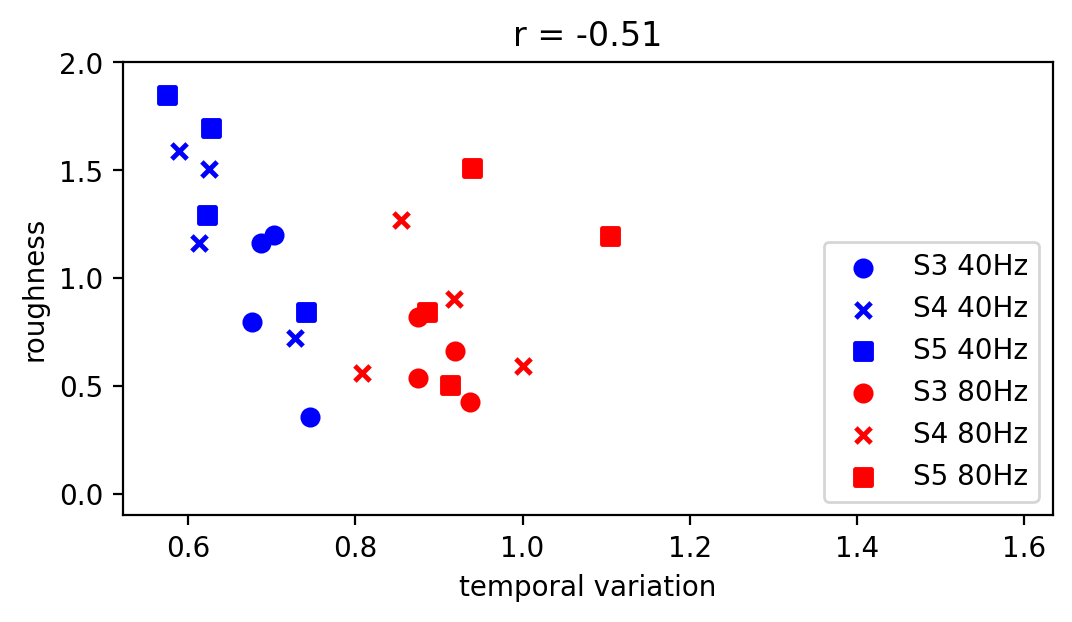 r = -0.51
roughness
2.0
1.5
1.0
0.5
0.0
0.6 0.8 1.0 1.2 1.4 1.6
temporal variation
S3 40Hz
S4 40Hz
S5 40Hz
S3 80Hz
S4 80Hz
S5 80Hz